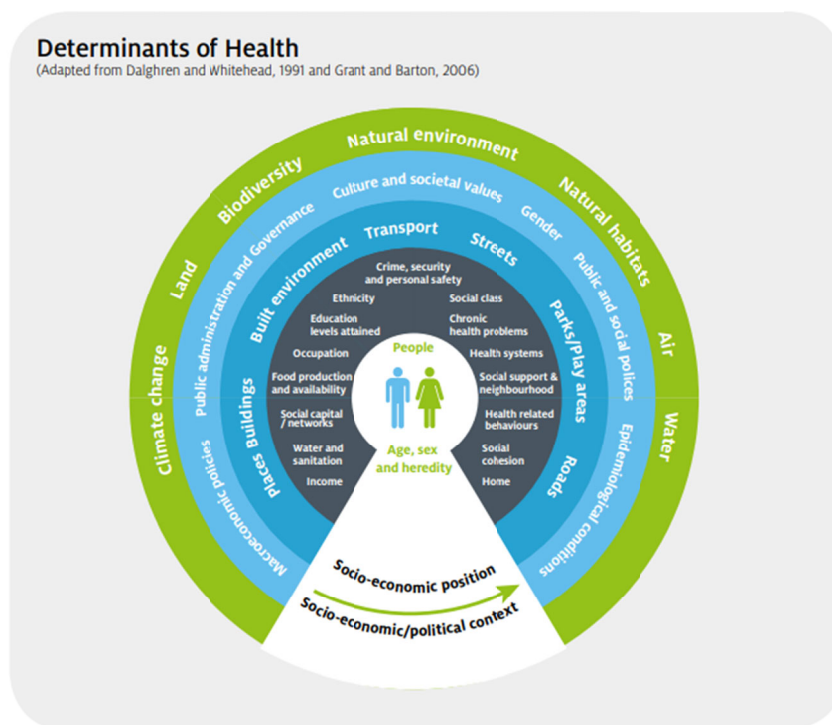 Determinants of Health
(Adapted from Dalghren and Whitehead, 1991 and Grant and Barton, 2006)
Climate change
Land
Biodiversity
Natural environment
Natural habitats
Air
Water
Macroeconomic policies
Public administration and Governance
Culture and societal values
Gender
Public and social polices
Epidemiological conditions
Places
Buildings
Built environment
Transport
Streets
Parks/Play areas
Roads
Crime, security
and personal safety
Ethnicity
Education
levels attained
Occupation
Food production
and availability
Social capital
/ networks
Water and
sanitation
Income
Social class
Chronic
health problems
Health systems
Social support &
neighbourhood
Health related
behaviours
Social
cohesion
Home
People
Age, sex
and heredity
Socio-economic position
Socio-economic/political context